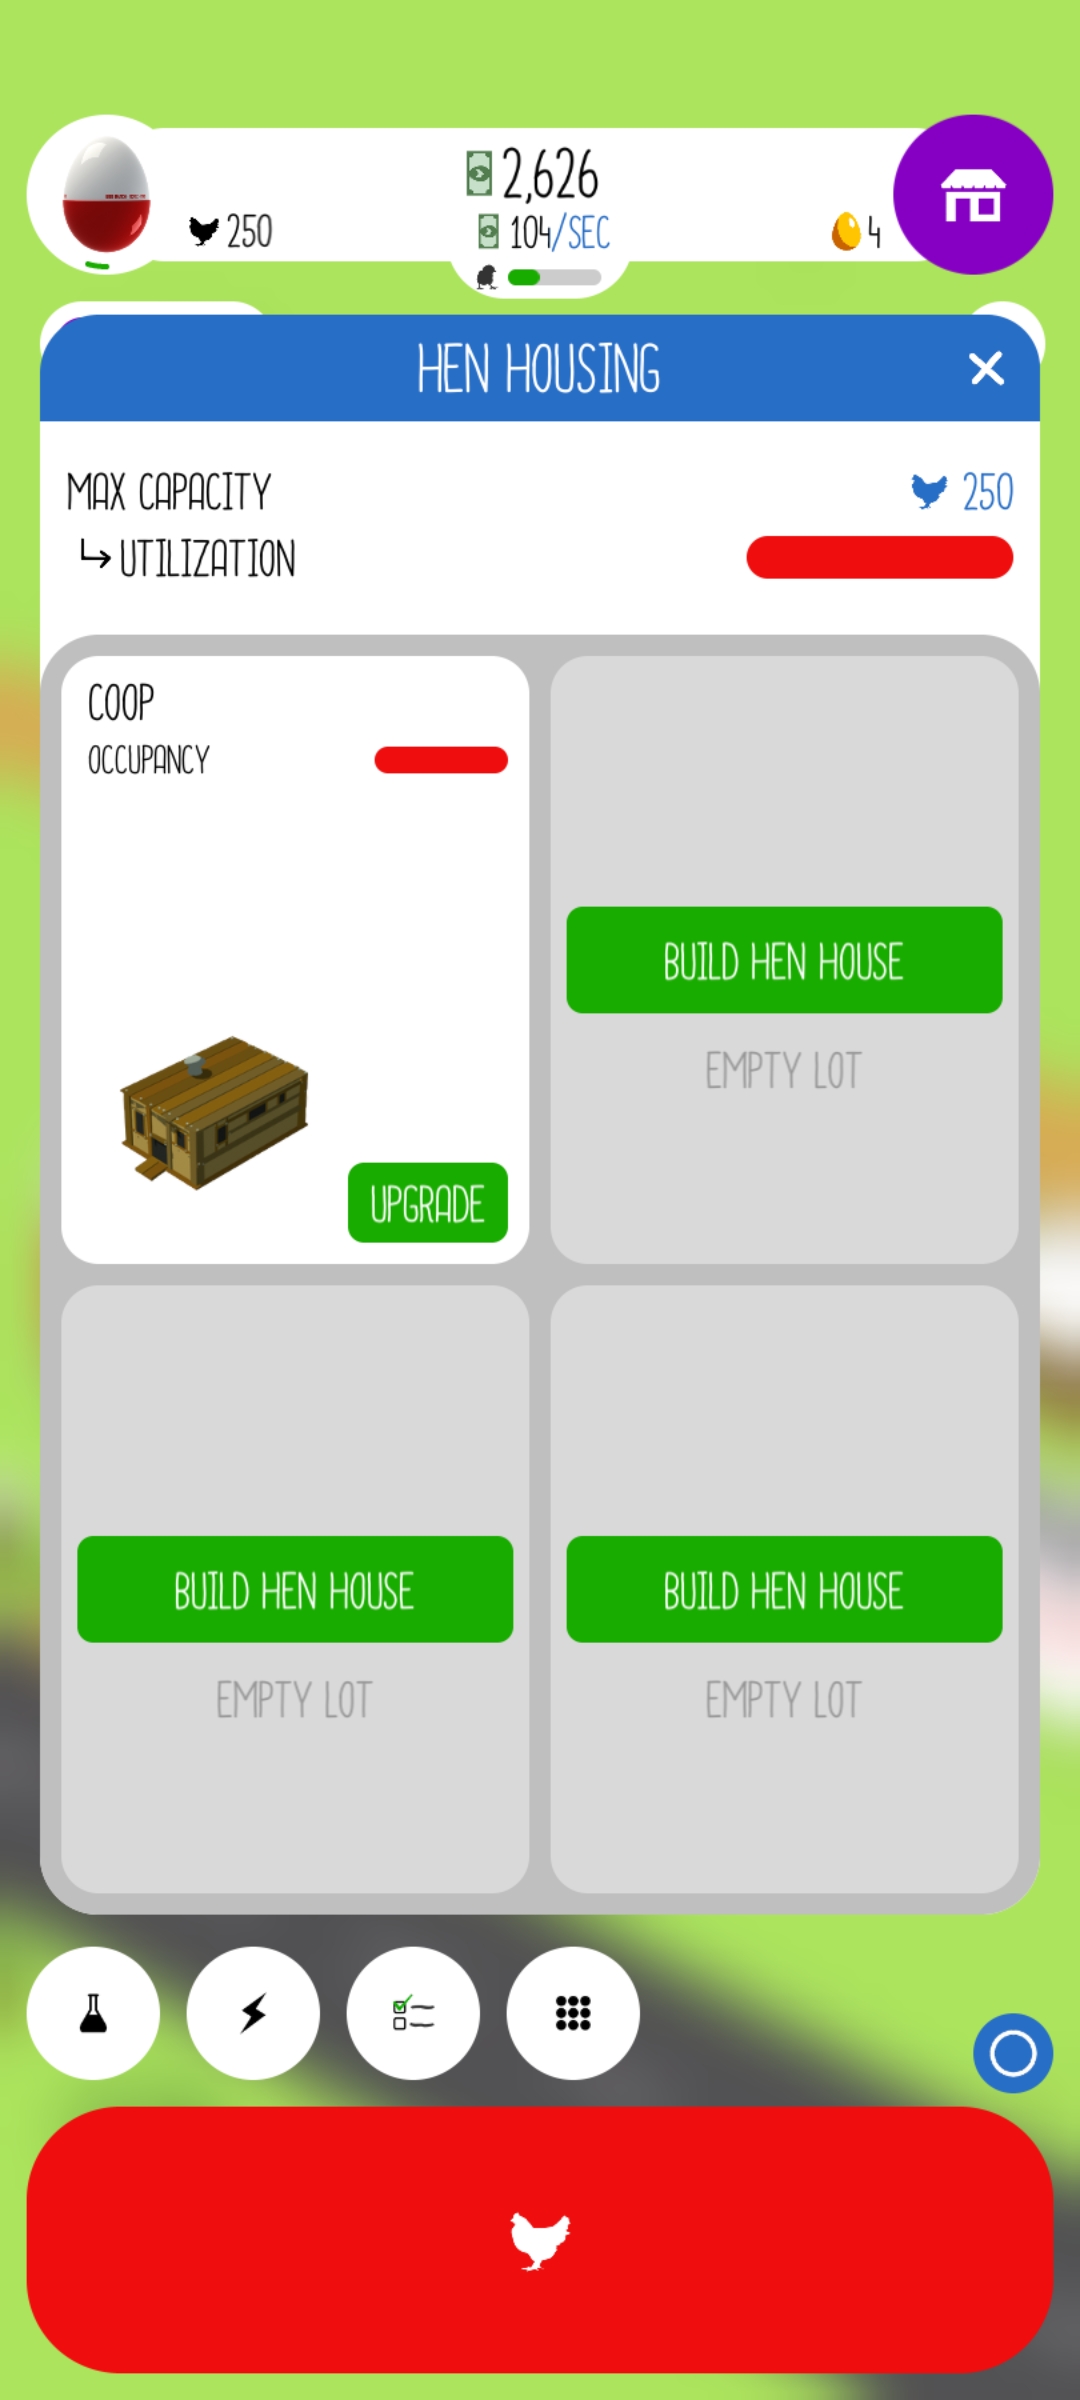 2,626
250
104/SEC
4
HEN HOUSING
MAX CAPACITY
250
UTILIZATION
COOP
OCCUPANCY
BUILD HEN HOUSE
EMPTY LOT
UPGRADE
BUILD HEN HOUSE
BUILD HEN HOUSE
EMPTY LOT
EMPTY LOT